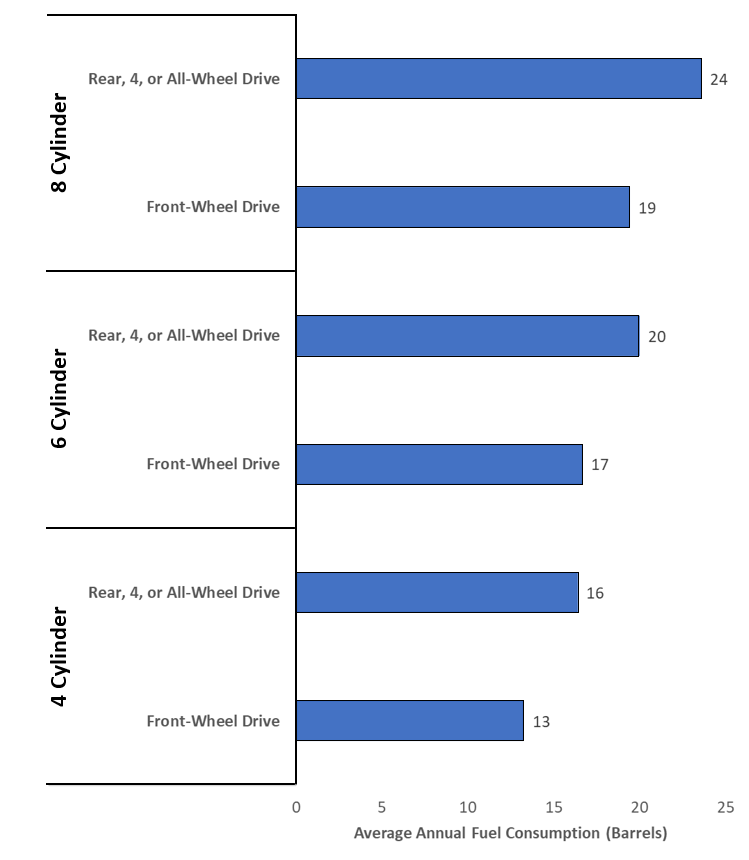 8 Cylinder
Rear, 4, or All-Wheel Drive
24
Front-Wheel Drive
19
6 Cylinder
Rear, 4, or All-Wheel Drive
20
Front-Wheel Drive
17
4 Cylinder
Rear, 4, or All-Wheel Drive
16
Front-Wheel Drive
13
0 5 10 15 20 25
Average Annual Fuel Consumption (Barrels)